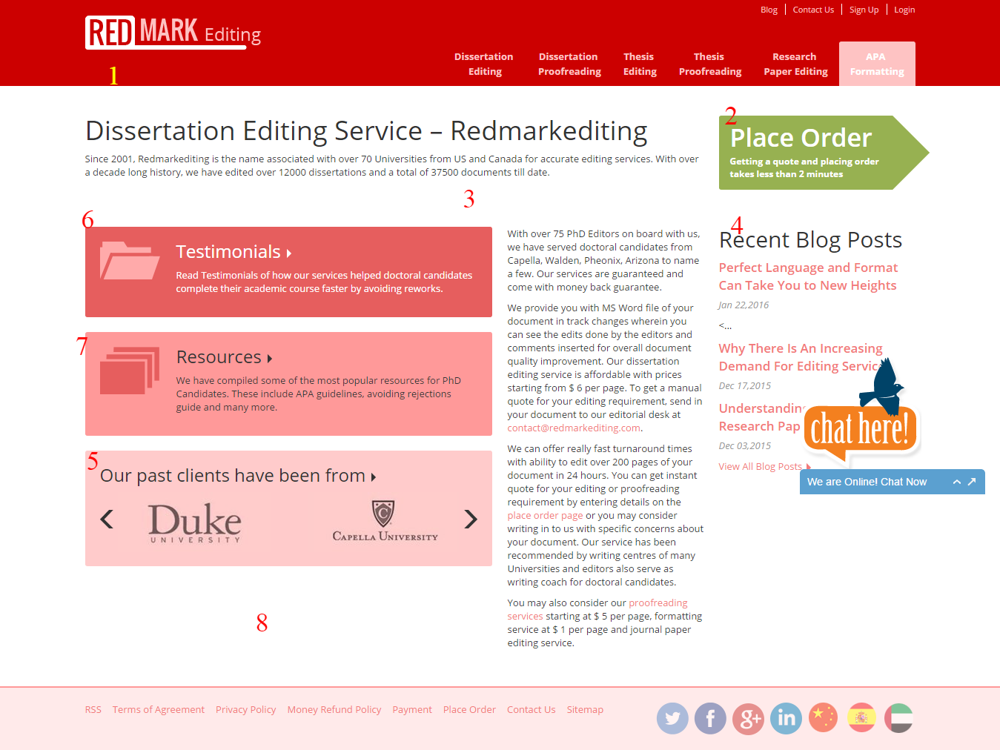 Blog
Contact Us
Sign Up
Login
RED MARK Editing
Dissertation
Editing
Dissertation
Proofreading
Thesis
Editing
Thesis
Proofreading
Research
Paper Editing
APA
Formatting
1
2
Dissertation Editing Service – Redmarkediting
Since 2001, Redmarkediting is the name associated with over 70 Universities from US and Canada for accurate editing services. With over
a decade long history, we have edited over 12000 dissertations and a total of 37500 documents till date.
Place Order
Getting a quote and placing order
takes less than 2 minutes
3
6
Testimonials
Read Testimonials of how our services helped doctoral candidates
complete their academic course faster by avoiding reworks.
7
Resources
We have compiled some of the most popular resources for PhD
Candidates. These include APA guidelines, avoiding rejections
guide and many more.
5
Our past clients have been from
Duke
UNIVERSITY
C
CAPELLA UNIVERSITY
8
With over 75 PhD Editors on board with us,
we have served doctoral candidates from
Capella, Walden, Pheonix, Arizona to name
a few. Our services are guaranteed and
come with money back guarantee.
We provide you with MS Word file of your
document in track changes wherein you
can see the edits done by the editors and
comments inserted for overall document
quality improvement. Our dissertation
editing service is affordable with prices
starting from $ 6 per page. To get a manual
quote for your editing requirement, send in
your document to our editorial desk at
contact@redmarkediting.com.
We can offer really fast turnaround times
with ability to edit over 200 pages of your
document in 24 hours. You can get instant
quote for your editing or proofreading
requirement by entering details on the
place order page or you may consider
writing in to us with specific concerns about
your document. Our service has been
recommended by writing centres of many
Universities and editors also serve as
writing coach for doctoral candidates.
You may also consider our proofreading
services starting at $ 5 per page, formatting
service at $ 1 per page and journal paper
editing service.
4
Recent Blog Posts
Perfect Language and Format
Can Take You to New Heights
Jan 22,2016
<...
Why There Is An Increasing
Demand For Editing Servic
Dec 17,2015
Understanding
Research Pap
Dec 03,2015
View All Blog Posts
chat here!
We are Online! Chat Now
RSS
Terms of Agreement
Privacy Policy
Money Refund Policy
Payment
Place Order
Contact Us
Sitemap
f
g+
in